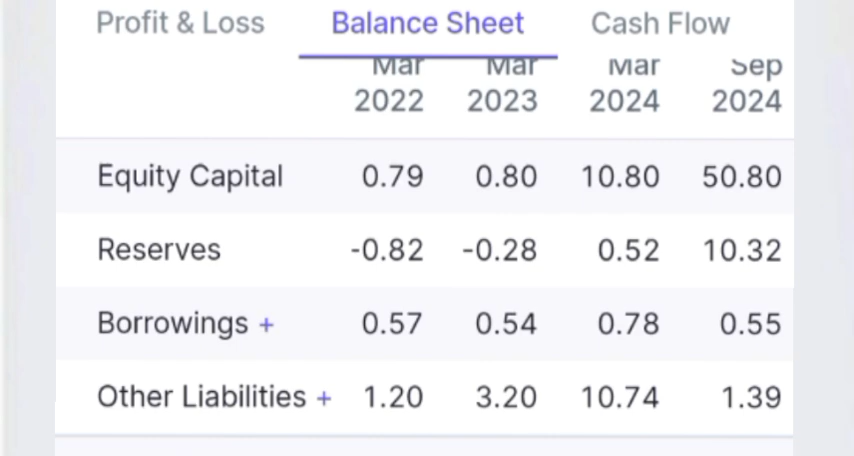 Profit & Loss Balance Sheet Cash Flow
Mar Mar Mar Sep
2022 2023 2024 2024
Equity Capital 0.79 0.80 10.80 50.80
Reserves -0.82 -0.28 0.52 10.32
Borrowings + 0.57 0.54 0.78 0.55
Other Liabilities + 1.20 3.20 10.74 1.39